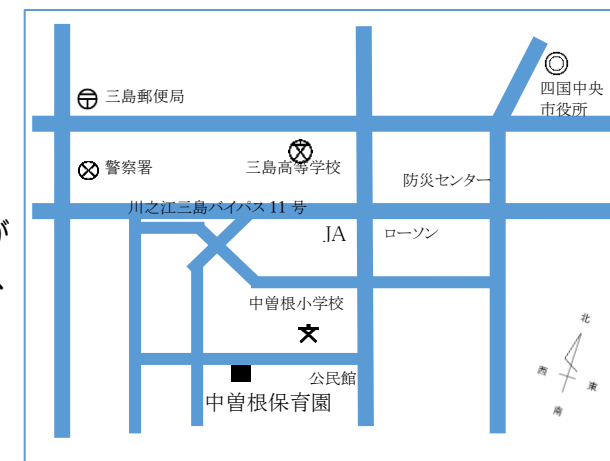 三島郵便局
四国中央
市役所
警察署
三島高等学校
防災センター
川之江三島バイパス 11 号
が
JA
ローソン
、
中曽根小学校
北
西
東
南
公民館
中曽根保育園